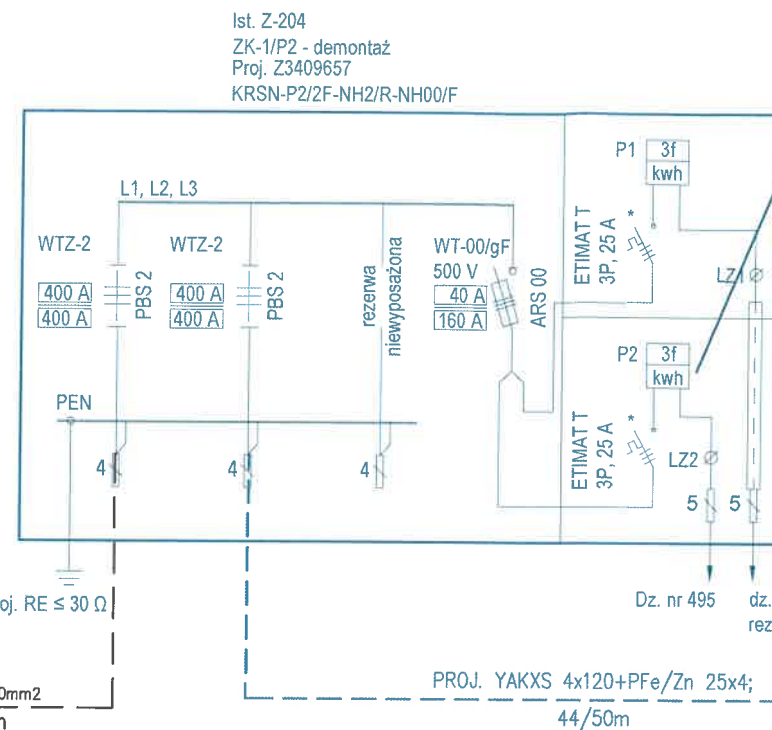 Ist. Z-204
ZK-1/P2 - demontaż
Proj. Z3409657
KRSN-P2/2F-NH2/R-NH00/F
L1, L2, L3
WTZ-2
400 A
400 A
PBS 2
WTZ-2
400 A
400 A
PBS 2
rezerwa
niewyposażona
WT-00/gF
500 V
40 A
160 A
ARS 00
P1
3f
kwh
ETIMAT T
3P, 25 A
*
P2
3f
kwh
ETIMAT T
3P, 25 A
*
LZ2
PEN
4
4
4
5
5
oj. RE ≤ 30 Ω
Dz. nr 495
dz.
rez
0mm2
PROJ. YAKXS 4x120+PFe/Zn 25x4;
44/50m